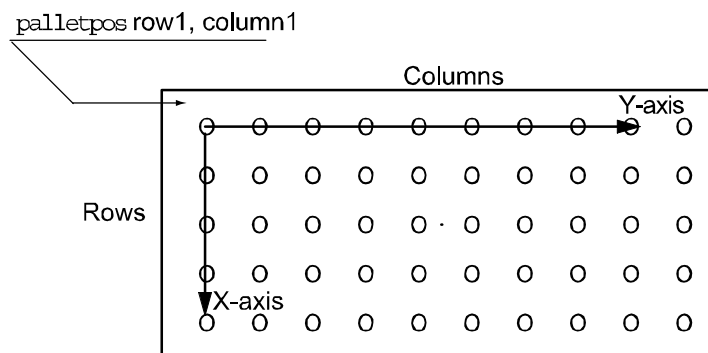 palletpos row1, column1
Columns
Y-axis
Rows
X-axis